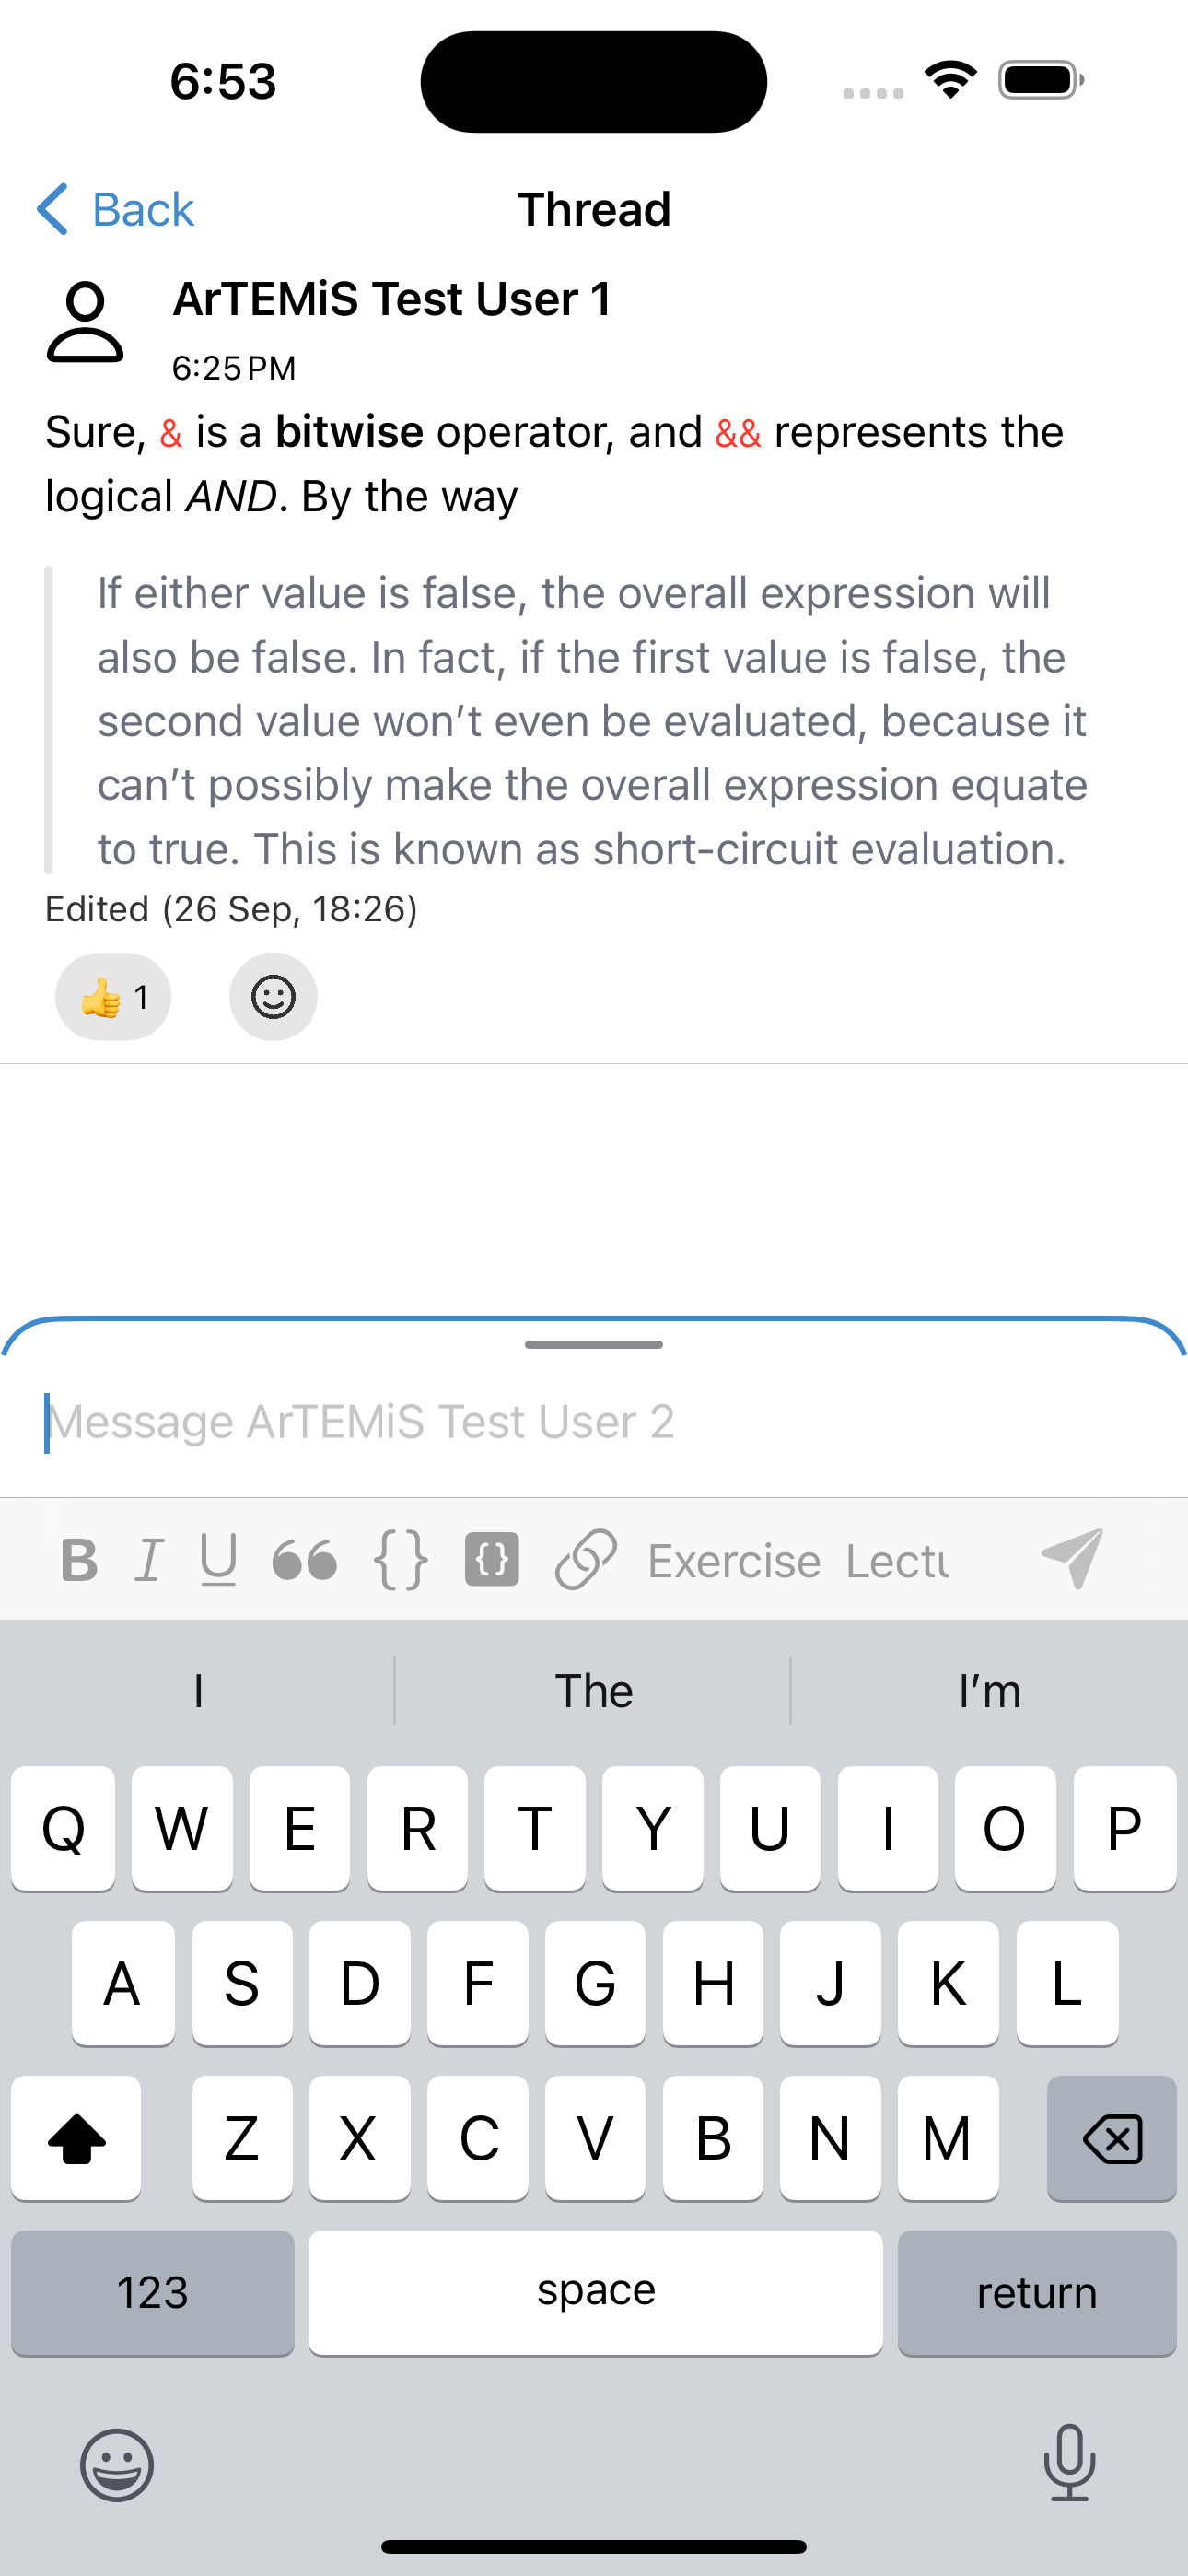 6:53
Back
Thread
ArTEMiS Test User 1
6:25 PM
Sure, & is a bitwise operator, and && represents the
logical AND. By the way
If either value is false, the overall expression will
also be false. In fact, if the first value is false, the
second value won’t even be evaluated, because it
can’t possibly make the overall expression equate
to true. This is known as short-circuit evaluation.
Edited (26 Sep, 18:26)
👍 1
Message ArTEMiS Test User 2
B I U {} {} Exercise Lectu
I The I’m
Q W E R T Y U I O P
A S D F G H J K L
Z X C V B N M
123 space return